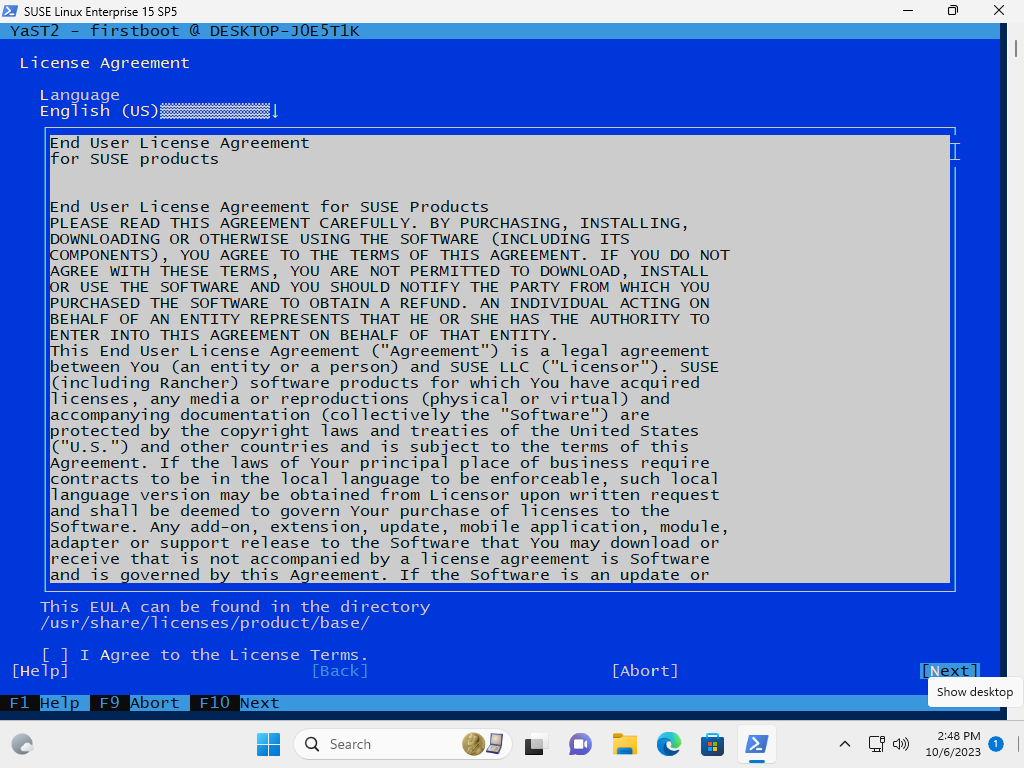 SUSE Linux Enterprise 15 SP5
YaST2 - firstboot @ DESKTOP-J0E5T1K
License Agreement
Language
English (US)
End User License Agreement
for SUSE products
End User License Agreement for SUSE Products
PLEASE READ THIS AGREEMENT CAREFULLY. BY PURCHASING, INSTALLING,
DOWNLOADING OR OTHERWISE USING THE SOFTWARE (INCLUDING ITS
COMPONENTS), YOU AGREE TO THE TERMS OF THIS AGREEMENT. IF YOU DO NOT
AGREE WITH THESE TERMS, YOU ARE NOT PERMITTED TO DOWNLOAD, INSTALL
OR USE THE SOFTWARE AND YOU SHOULD NOTIFY THE PARTY FROM WHICH YOU
PURCHASED THE SOFTWARE TO OBTAIN A REFUND. AN INDIVIDUAL ACTING ON
BEHALF OF AN ENTITY REPRESENTS THAT HE OR SHE HAS THE AUTHORITY TO
ENTER INTO THIS AGREEMENT ON BEHALF OF THAT ENTITY.
This End User License Agreement ("Agreement") is a legal agreement
between You (an entity or a person) and SUSE LLC ("Licensor"). SUSE
(including Rancher) software products for which You have acquired
licenses, any media or reproductions (physical or virtual) and
accompanying documentation (collectively the "Software") are
protected by the copyright laws and treaties of the United States
("U.S.") and other countries and is subject to the terms of this
Agreement. If the laws of Your principal place of business require
contracts to be in the local language to be enforceable, such local
language version may be obtained from Licensor upon written request
and shall be deemed to govern Your purchase of licenses to the
Software. Any add-on, extension, update, mobile application, module,
adapter or support release to the Software that You may download or
receive that is not accompanied by a license agreement is Software
and is governed by this Agreement. If the Software is an update or
This EULA can be found in the directory
/usr/share/licenses/product/base/
[ ] I Agree to the License Terms.
[Help] [Back] [Abort] [Next]
Show desktop
F1 Help F9 Abort F10 Next
Search
2:48 PM
10/6/2023
1